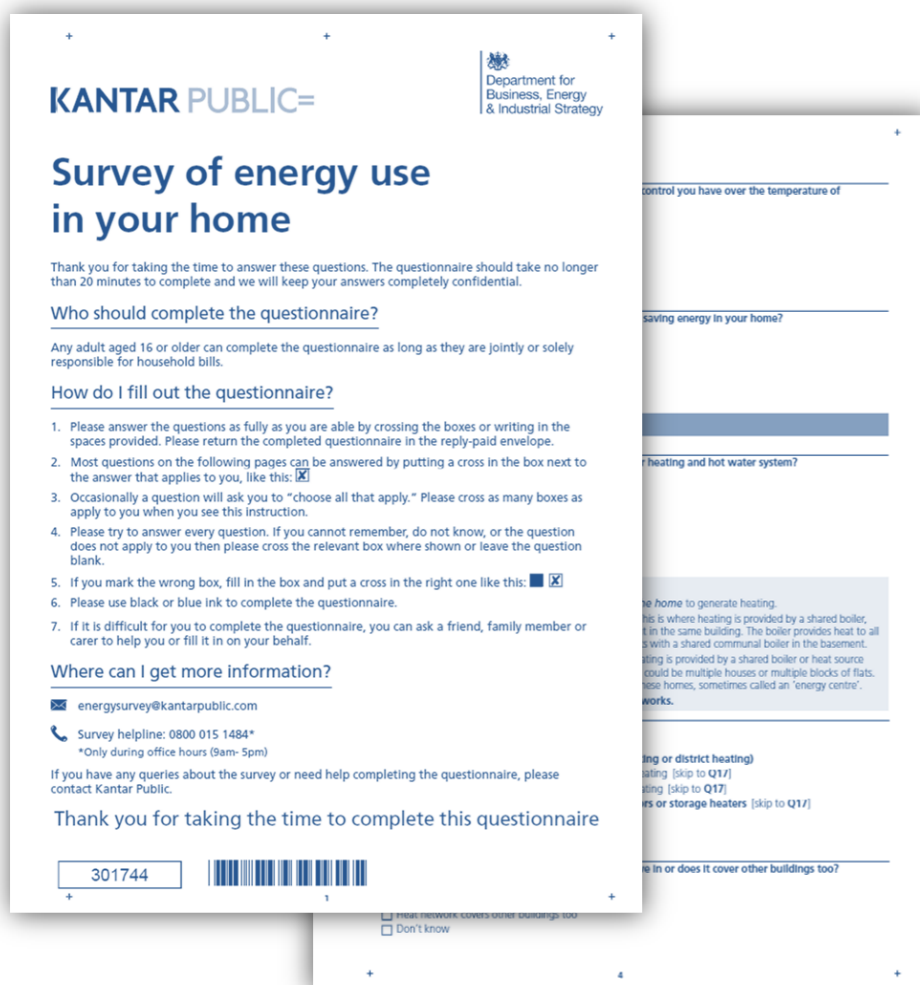 KANTAR PUBLIC=
Department for
Business, Energy
& Industrial Strategy
Survey of energy use
in your home
Thank you for taking the time to answer these questions. The questionnaire should take no longer
than 20 minutes to complete and we will keep your answers completely confidential.
Who should complete the questionnaire?
Any adult aged 16 or older can complete the questionnaire as long as they are jointly or solely
responsible for household bills.
How do I fill out the questionnaire?
1. Please answer the questions as fully as you are able by crossing the boxes or writing in the
spaces provided. Please return the completed questionnaire in the reply-paid envelope.
2. Most questions on the following pages can be answered by putting a cross in the box next to
the answer that applies to you, like this:
3. Occasionally a question will ask you to “choose all that apply.” Please cross as many boxes as
apply to you when you see this instruction.
4. Please try to answer every question. If you cannot remember, do not know, or the question
does not apply to you then please cross the relevant box where shown or leave the question
blank.
5. If you mark the wrong box, fill in the box and put a cross in the right one like this:
6. Please use black or blue ink to complete the questionnaire.
7. If it is difficult for you to complete the questionnaire, you can ask a friend, family member or
carer to help you or fill it in on your behalf.
Where can I get more information?
energysurvey@kantarpublic.com
Survey helpline: 0800 015 1484*
*Only during office hours (9am- 5pm)
If you have any queries about the survey or need help completing the questionnaire, please
contact Kantar Public.
Thank you for taking the time to complete this questionnaire
301744
1
control you have over the temperature of
saving energy in your home?
heating and hot water system?
home to generate heating.
this is where heating is provided by a shared boiler,
in the same building. The boiler provides heat to all
with a shared communal boiler in the basement.
heating is provided by a shared boiler or heat source
could be multiple houses or multiple blocks of flats.
these homes, sometimes called an ‘energy centre’.
or district heating)
[skip to Q17]
[skip to Q17]
or storage heaters [skip to Q17]
in or does it cover other buildings too?
Heat network covers other buildings too
Don't know
4